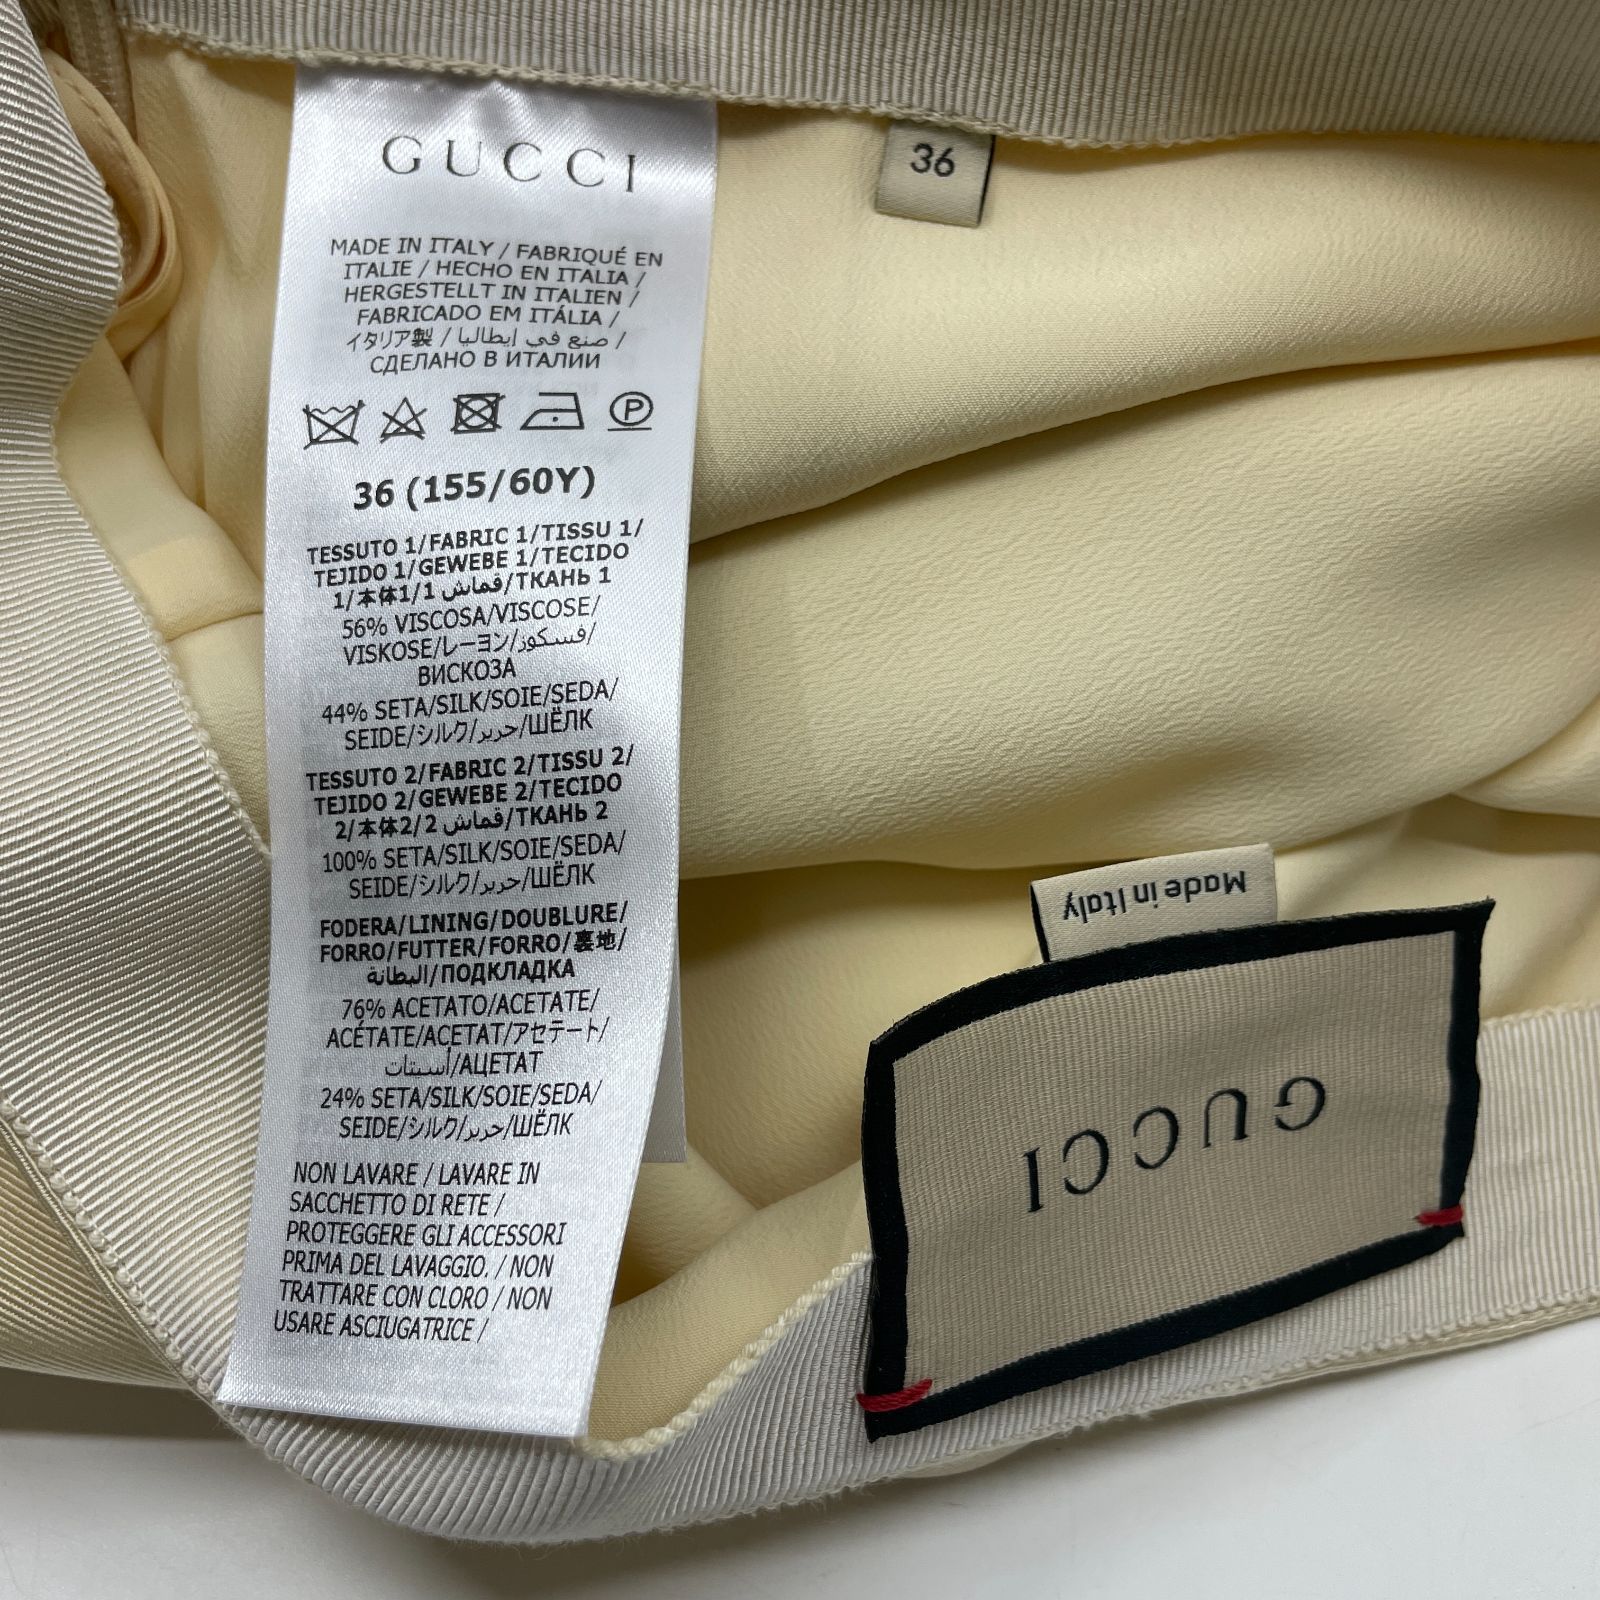 GUCCI
MADE IN ITALY / FABRIQUÉ EN
ITALIE / HECHO EN ITALIA /
HERGESTELLT IN ITALIEN /
FABRICADO EM ITÁLIA /
イタリア製 / صنع في إيطاليا /
СДЕЛАНО В ИТАЛИИ
P
36 (155/60Y)
TESSUTO 1/FABRIC 1/TISSU 1/
TEJIDO 1/GEWEBE 1/TECIDO
1/本体1/1 قماش/ТКАНЬ 1
56% VISCOSA/VISCOSE/
VISKOSE/レーヨン/فسكوز/
ВИСКОЗА
44% SETA/SILK/SOIE/SEDA/
SEIDE/シルク/حرير/ШЁЛК
TESSUTO 2/FABRIC 2/TISSU 2/
TEJIDO 2/GEWEBE 2/TECIDO
2/本体2/2 قماش/ТКАНЬ 2
100% SETA/SILK/SOIE/SEDA/
SEIDE/シルク/حرير/ШЁЛК
FODERA/LINING/DOUBLURE/
FORRO/FUTTER/FORRO/裏地/
البطانة/ПОДКЛАДКА
76% ACETATO/ACETATE/
ACÉTATE/ACETAT/アセテート/
أسيتات/АЦЕТАТ
24% SETA/SILK/SOIE/SEDA/
SEIDE/シルク/حرير/ШЁЛК
NON LAVARE / LAVARE IN
SACCHETTO DI RETE /
PROTEGGERE GLI ACCESSORI
PRIMA DEL LAVAGGIO. / NON
TRATTARE CON CLORO / NON
USARE ASCIUGATRICE /
36
Made in Italy
GUCCI